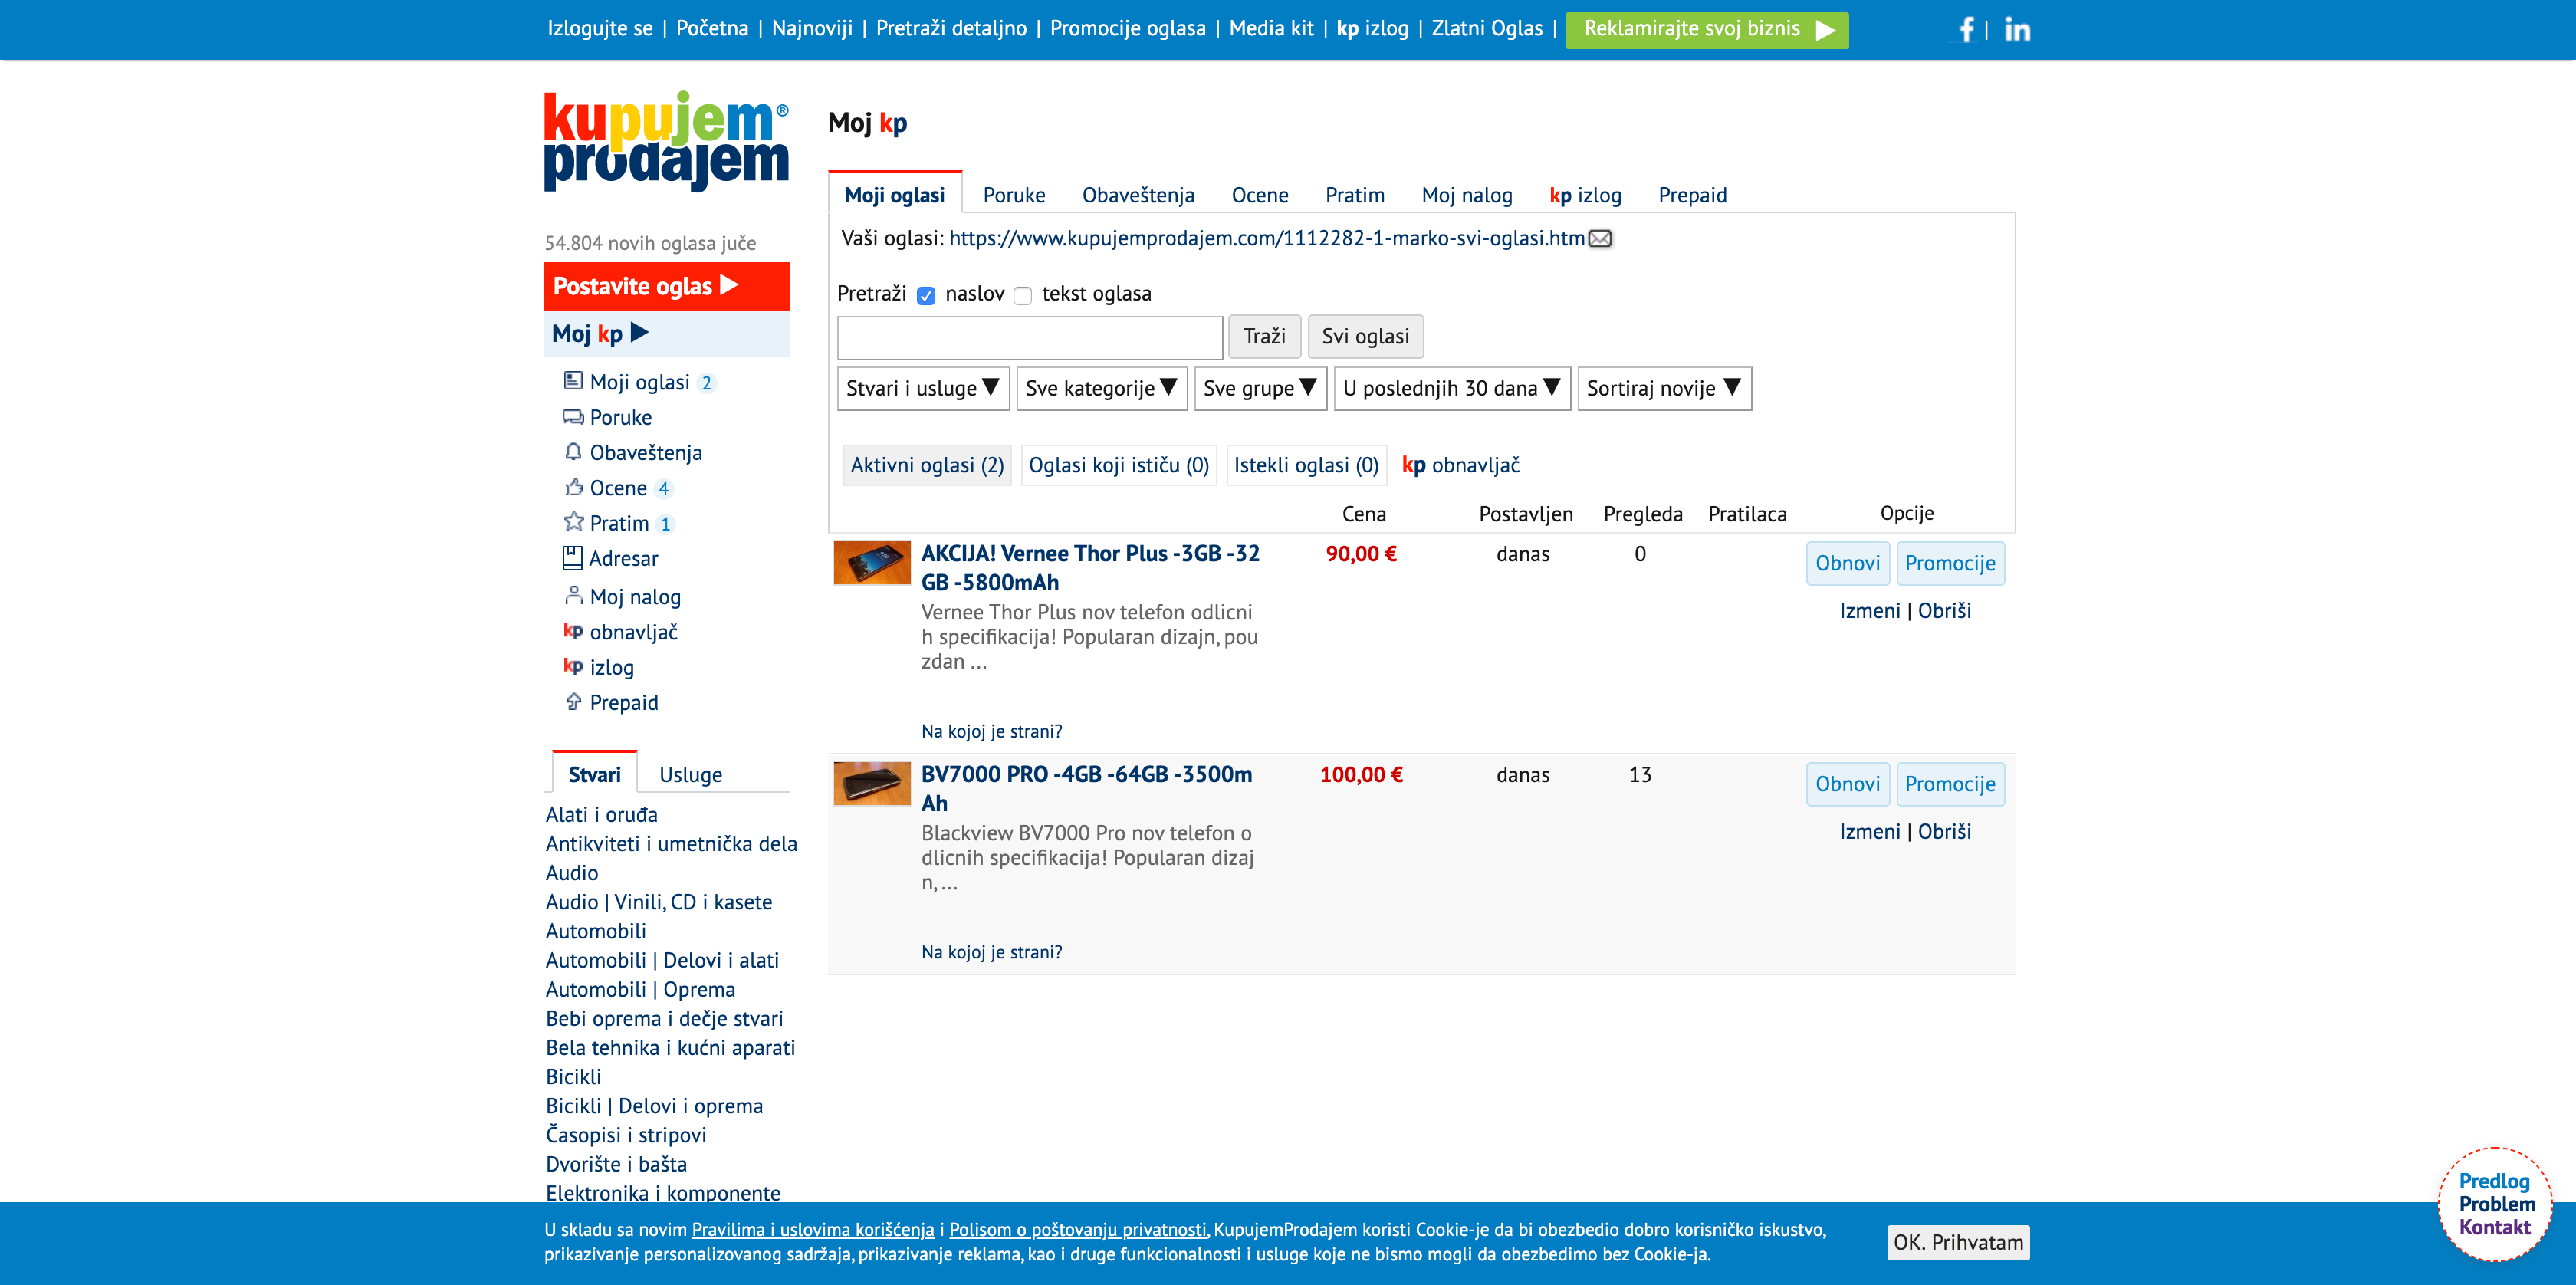 Izlogujte se | Početna | Najnoviji | Pretraži detaljno | Promocije oglasa | Media kit | kp izlog | Zlatni Oglas | Reklamirajte svoj biznis
kupujem®
prodajem
54.804 novih oglasa juče
Postavite oglas
Moj kp
Moji oglasi 2
Poruke
Obaveštenja
Ocene 4
Pratim 1
Adresar
Moj nalog
kp obnavljač
kp izlog
Prepaid
Stvari Usluge
Alati i oruđa
Antikviteti i umetnička dela
Audio
Audio | Vinili, CD i kasete
Automobili
Automobili | Delovi i alati
Automobili | Oprema
Bebi oprema i dečje stvari
Bela tehnika i kućni aparati
Bicikli
Bicikli | Delovi i oprema
Časopisi i stripovi
Dvorište i bašta
Elektronika i komponente
Moj kp
Moji oglasi Poruke Obaveštenja Ocene Pratim Moj nalog kp izlog Prepaid
Vaši oglasi: https://www.kupujemprodajem.com/1112282-1-marko-svi-oglasi.htm
Pretraži naslov tekst oglasa
Traži Svi oglasi
Stvari i usluge Sve kategorije Sve grupe U poslednjih 30 dana Sortiraj novije
Aktivni oglasi (2) Oglasi koji ističu (0) Istekli oglasi (0) kp obnavljač
Cena Postavljen Pregleda Pratilaca Opcije
AKCIJA! Vernee Thor Plus -3GB -32 90,00 € danas 0 Obnovi Promocije
GB -5800mAh
Vernee Thor Plus nov telefon odlicni Izmeni | Obriši
h specifikacija! Popularan dizajn, pou
zdan ...
Na kojoj je strani?
BV7000 PRO -4GB -64GB -3500m 100,00 € danas 13 Obnovi Promocije
Ah
Blackview BV7000 Pro nov telefon o Izmeni | Obriši
dlicnih specifikacija! Popularan dizaj
n, ...
Na kojoj je strani?
Predlog
Problem
Kontakt
U skladu sa novim Pravilima i uslovima korišćenja i Polisom o poštovanju privatnosti, KupujemProdajem koristi Cookie-je da bi obezbedio dobro korisničko iskustvo,
prikazivanje personalizovanog sadržaja, prikazivanje reklama, kao i druge funkcionalnosti i usluge koje ne bismo mogli da obezbedimo bez Cookie-ja.
OK. Prihvatam